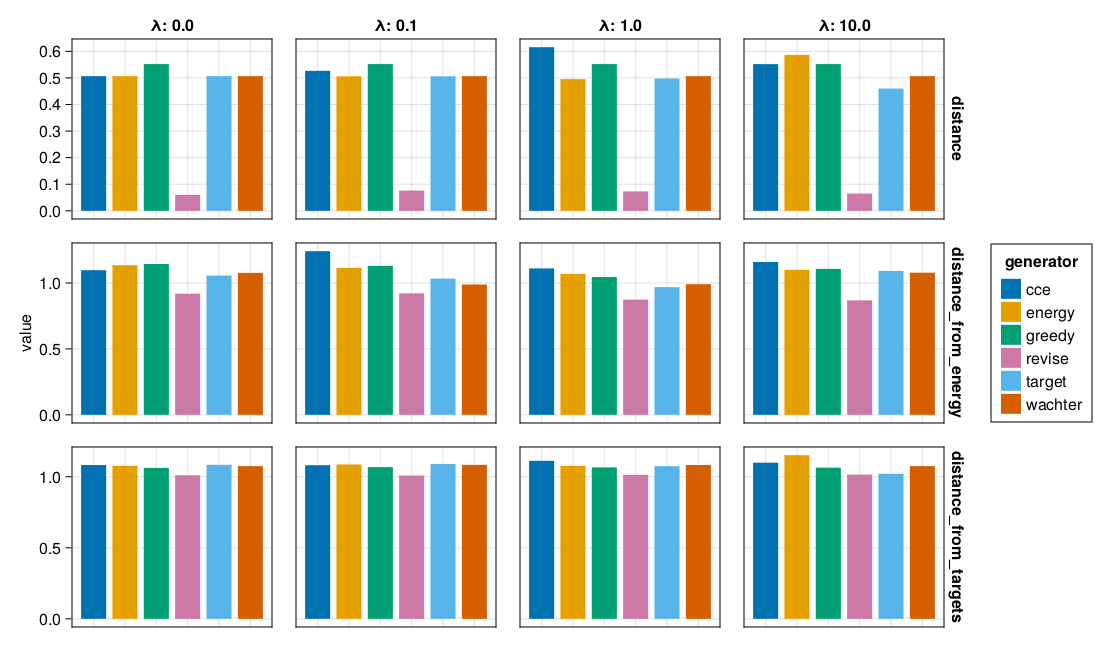 λ: 0.0
λ: 0.1
λ: 1.0
λ: 10.0
0.6
0.5
0.4
0.3
0.2
0.1
0.0
distance
1.0
0.5
0.0
distance_from_energy
1.0
0.5
0.0
distance_from_targets
value
generator
cce
energy
greedy
revise
target
wachter